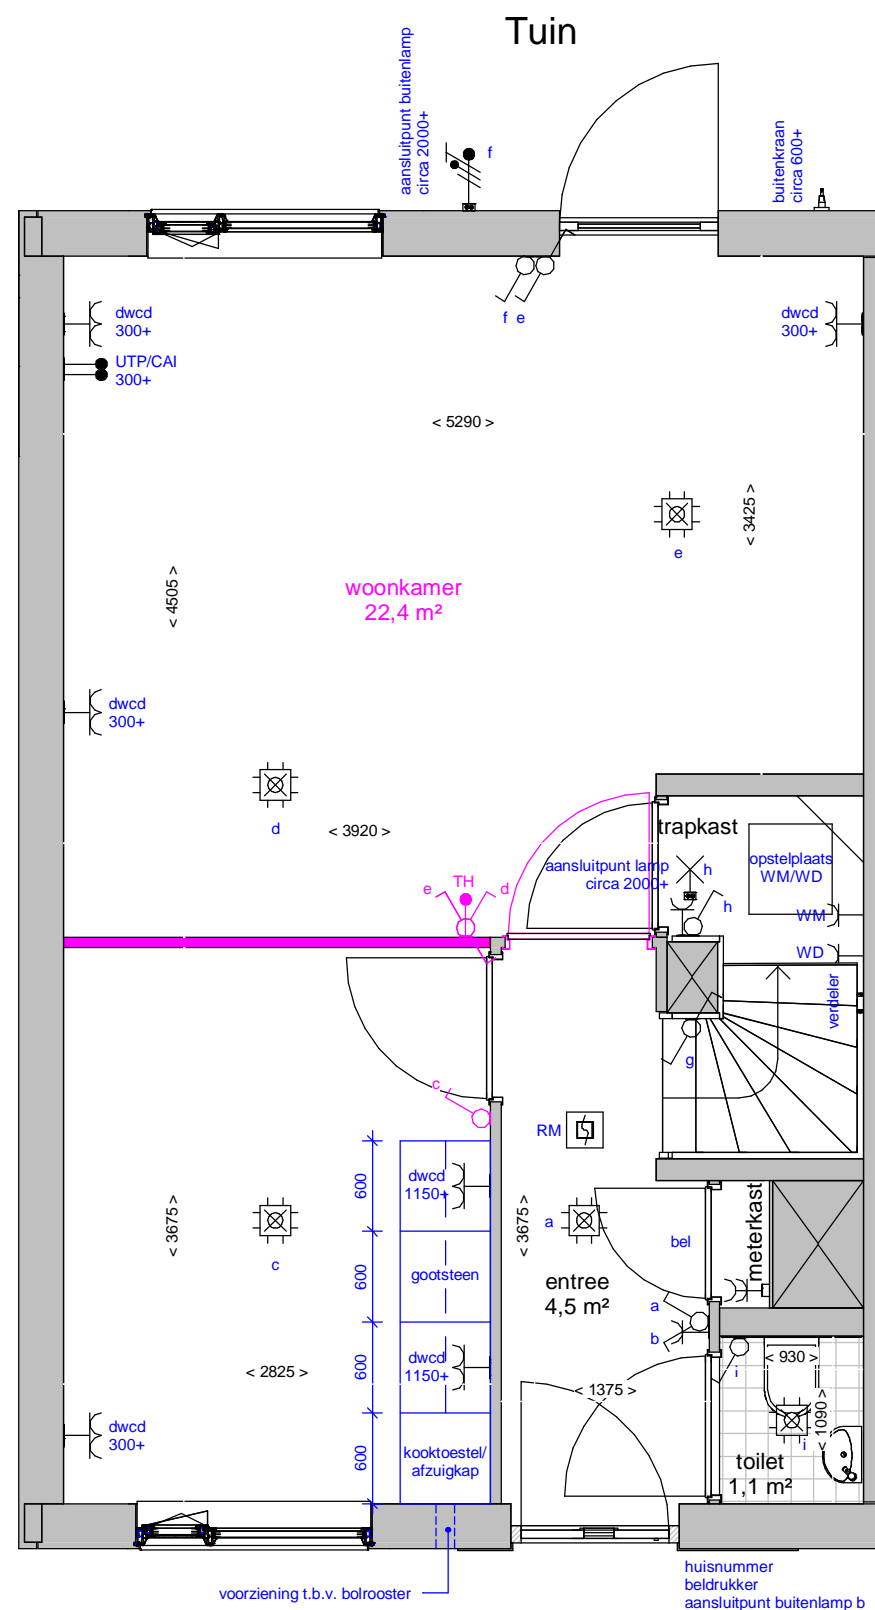 Tuin
aansluitpunt buitenlamp
circa 2000+
f
buitenkraan
circa 600+
f e
dwcd
300+
dwcd
300+
UTP/CAI
300+
< 5290 >
< 3425 >
e
< 4505 >
woonkamer
22,4 m²
dwcd
300+
d
< 3920 >
trapkast
aansluitpunt lamp
circa 2000+
h
opstelplaats
WM/WD
e
TH
d
h
WM
WD
verdeler
g
c
RM
dwcd
1150+
600
< 3675 >
c
< 3675 >
a
bel
meterkast
gootsteen
600
entree
4,5 m²
a
b
dwcd
1150+
600
< 2825 >
< 1375 >
i
< 930 >
< 1090 >
i
dwcd
300+
kooktoestel/
afzuigkap
600
toilet
1,1 m²
voorziening t.b.v. bolrooster
huisnummer
beldrukker
aansluitpunt buitenlamp b